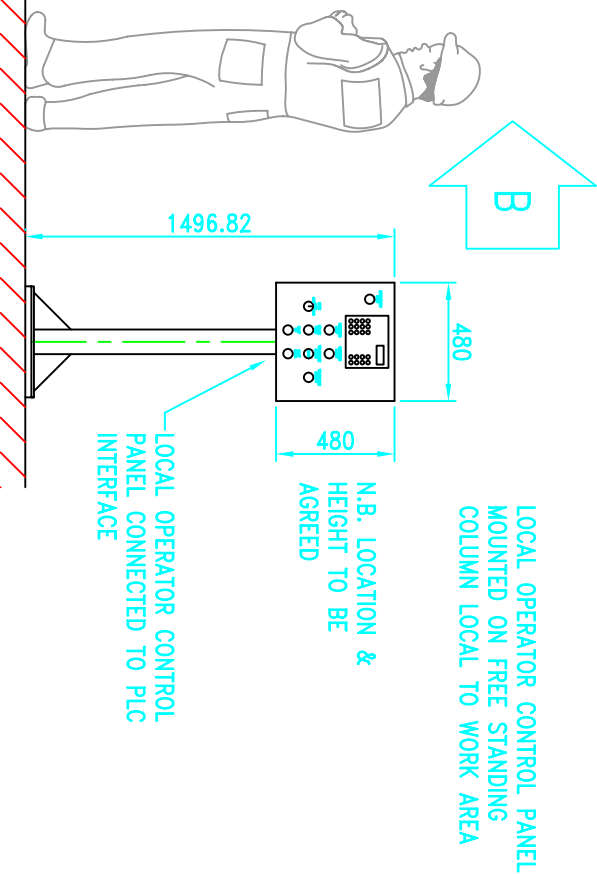 B
LOCAL OPERATOR CONTROL PANEL
MOUNTED ON FREE STANDING
COLUMN LOCAL TO WORK AREA
480
1496.82
480
N.B. LOCATION &
HEIGHT TO BE
AGREED
LOCAL OPERATOR CONTROL
PANEL CONNECTED TO PLC
INTERFACE